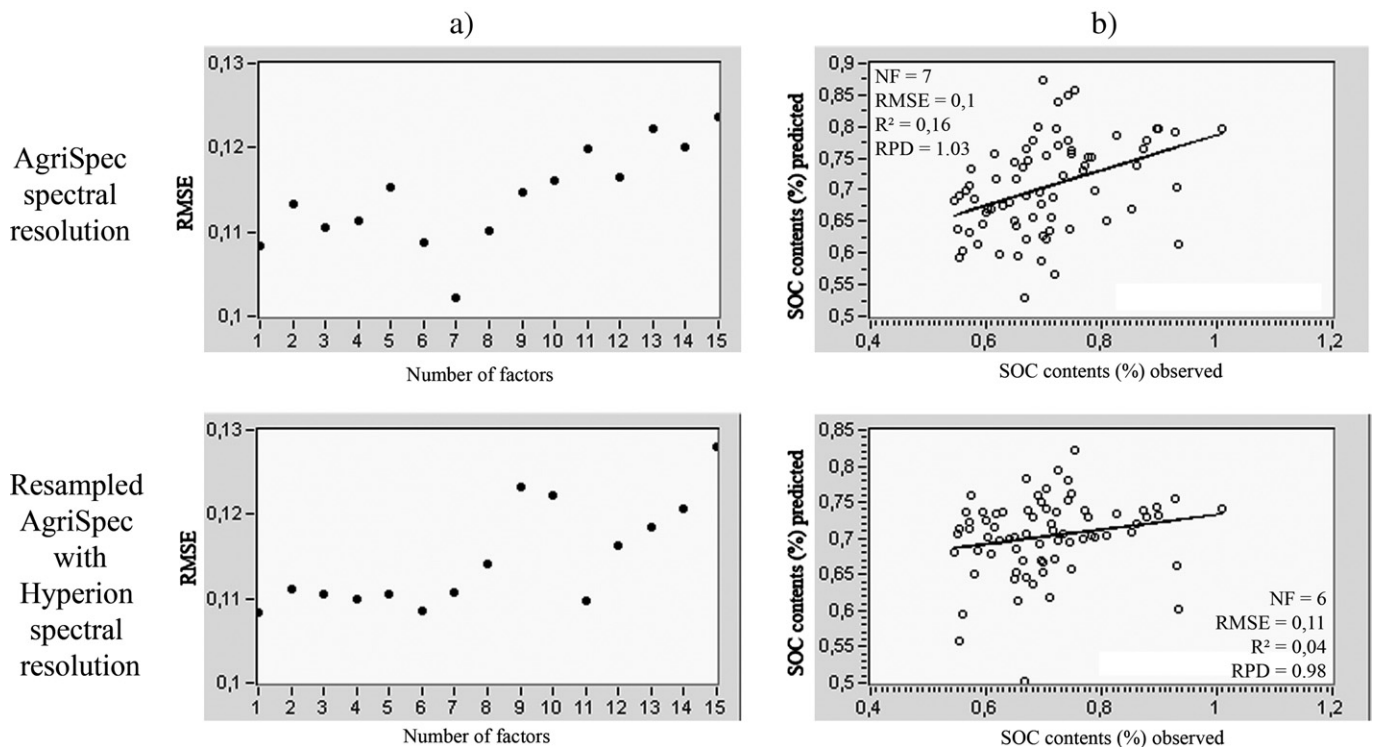 a)
b)
AgriSpec
spectral
resolution
0,13
0,12
0,11
0,1
RMSE
1 2 3 4 5 6 7 8 9 10 11 12 13 14 15
Number of factors
0,9
0,85
0,8
0,75
0,7
0,65
0,6
0,55
0,5
SOC contents (%) predicted
NF = 7
RMSE = 0,1
R² = 0,16
RPD = 1.03
0,4 0,6 0,8 1 1,2
SOC contents (%) observed
Resampled
AgriSpec
with
Hyperion
spectral
resolution
0,13
0,12
0,11
0,1
RMSE
1 2 3 4 5 6 7 8 9 10 11 12 13 14 15
Number of factors
0,85
0,8
0,75
0,7
0,65
0,6
0,55
0,5
SOC contents (%) predicted
NF = 6
RMSE = 0,11
R² = 0,04
RPD = 0.98
0,4 0,6 0,8 1 1,2
SOC contents (%) observed